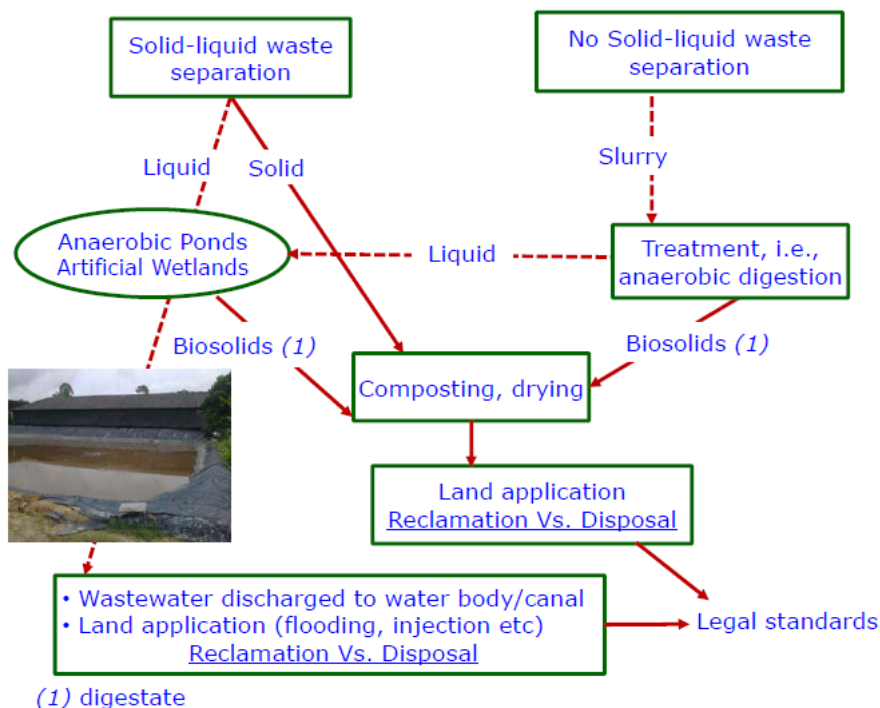 Solid-liquid waste
separation
No Solid-liquid waste
separation
Liquid
Solid
Slurry
Anaerobic Ponds
Artificial Wetlands
Liquid
Treatment, i.e.,
anaerobic digestion
Biosolids (1)
Biosolids (1)
Composting, drying
Land application
Reclamation Vs. Disposal
• Wastewater discharged to water body/canal
• Land application (flooding, injection etc)
Reclamation Vs. Disposal
Legal standards
(1) digestate